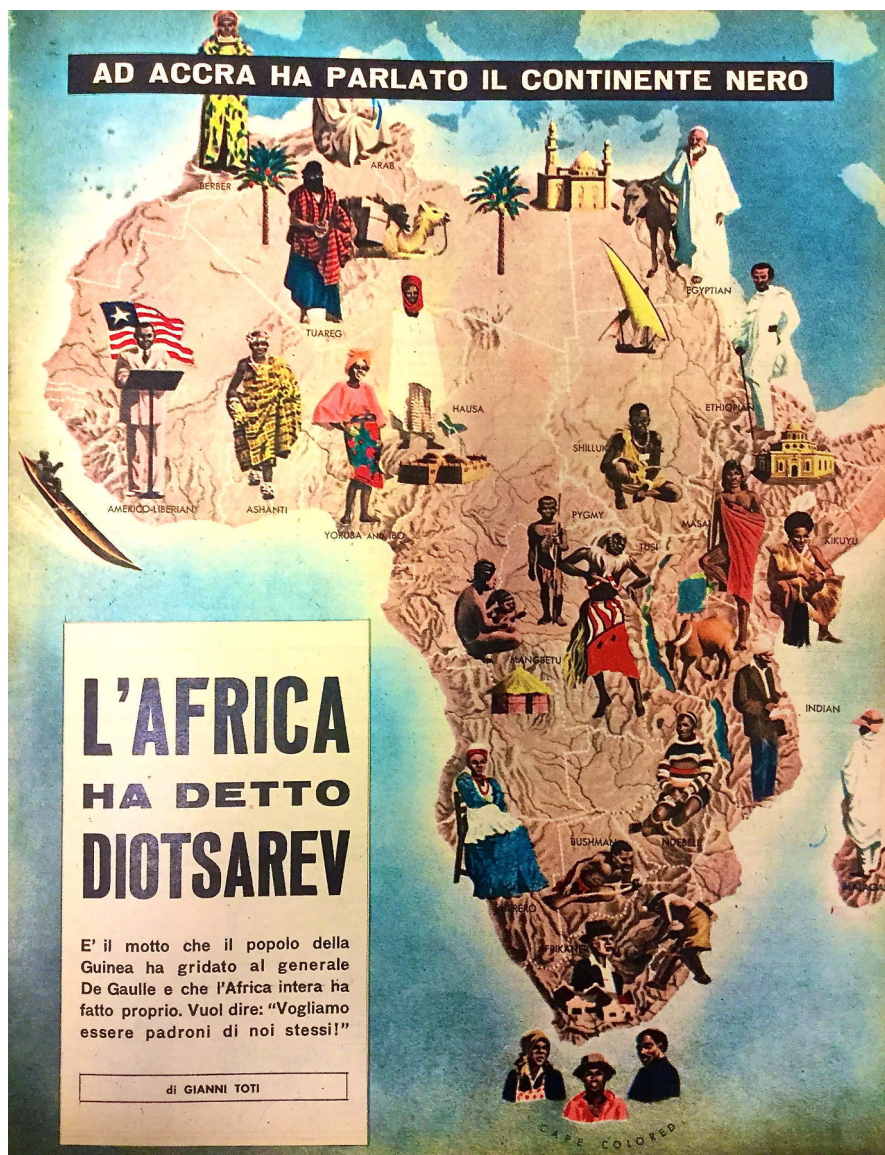 AD ACCRA HA PARLATO IL CONTINENTE NERO
BERBER
ARAB
TUAREG
EGYPTIAN
HAUSA
ETHIOPIAN
SHILLUK
AMERICO-LIBERIAN
ASHANTI
YORUBA AND IBO
PYGMY
MASAI
TUSI
KIKUYU
MANGBETU
INDIAN
BUSHMAN
NDEBELE
L'AFRICA
HA DETTO
DIOTSAREV
E' il motto che il popolo della
Guinea ha gridato al generale
De Gaulle e che l'Africa intera ha
fatto proprio. Vuol dire: "Vogliamo
essere padroni di noi stessi!"
di GIANNI TOTI
CAPE COLORED